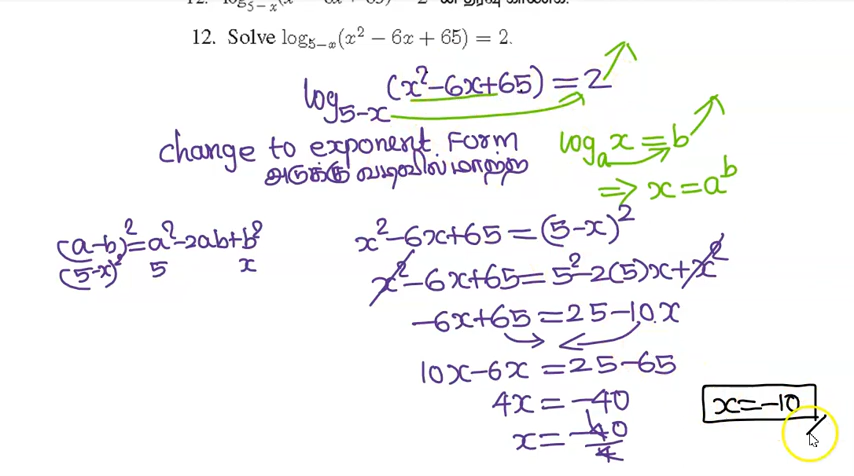 12. Solve log₅₋ₓ(x² − 6x + 65) = 2.
log₅₋ₓ (x²−6x+65) = 2
change to exponent Form
அடுக்கு வடிவில் மாற்ற
logₐ x = b
⇒ x = aᵇ
(a−b)² = a²−2ab+b²
(5−x)² 5 x
x²−6x+65 = (5−x)²
x²−6x+65 = 5²−2(5)x+x²
−6x+65 = 25−10x
10x−6x = 25−65
4x = −40
x = −40/4
x = −10